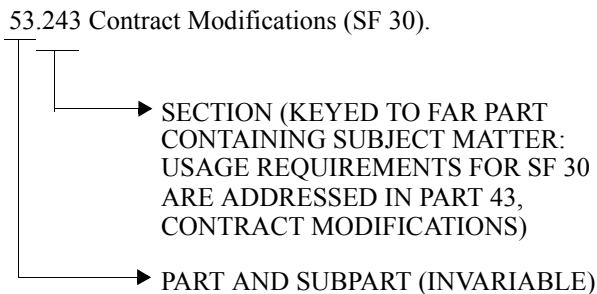 53.243 Contract Modifications (SF 30).
SECTION (KEYED TO FAR PART
CONTAINING SUBJECT MATTER:
USAGE REQUIREMENTS FOR SF 30
ARE ADDRESSED IN PART 43,
CONTRACT MODIFICATIONS)
PART AND SUBPART (INVARIABLE)